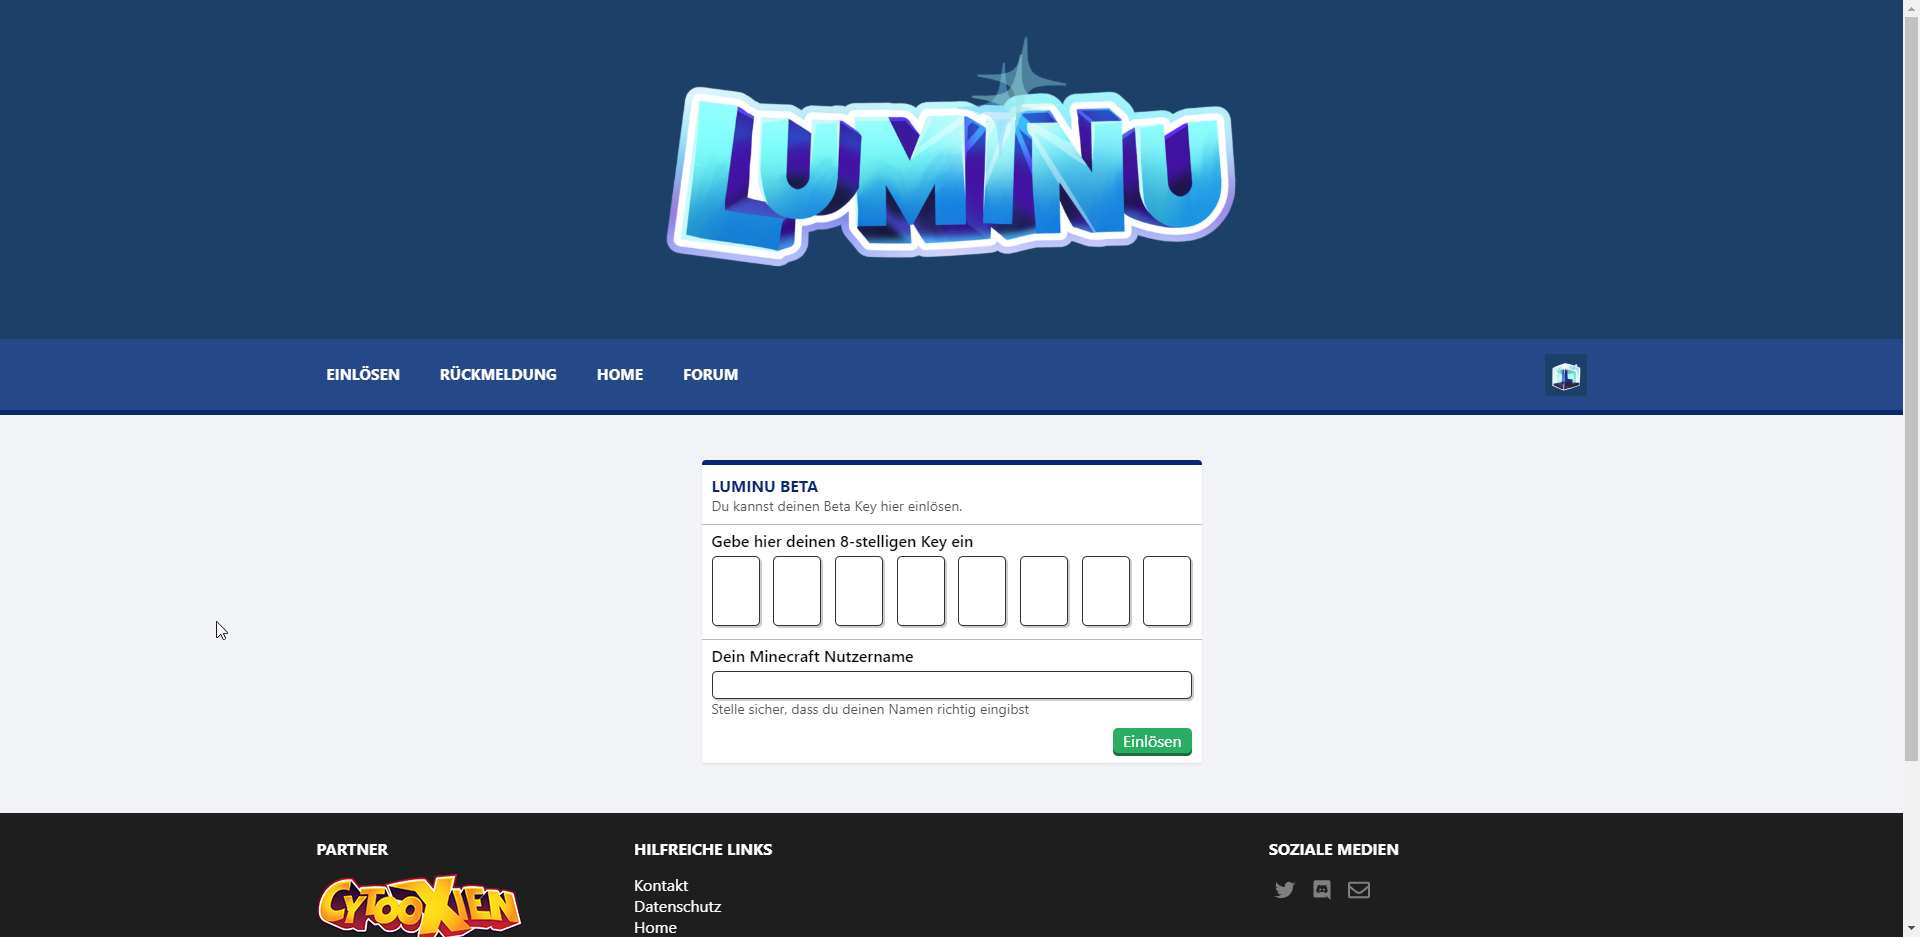 LUMINU
EINLÖSEN RÜCKMELDUNG HOME FORUM
LUMINU BETA
Du kannst deinen Beta Key hier einlösen.
Gebe hier deinen 8-stelligen Key ein
Dein Minecraft Nutzername
Stelle sicher, dass du deinen Namen richtig eingibst
Einlösen
PARTNER
CYTOOXIEN
HILFREICHE LINKS
Kontakt
Datenschutz
Home
SOZIALE MEDIEN